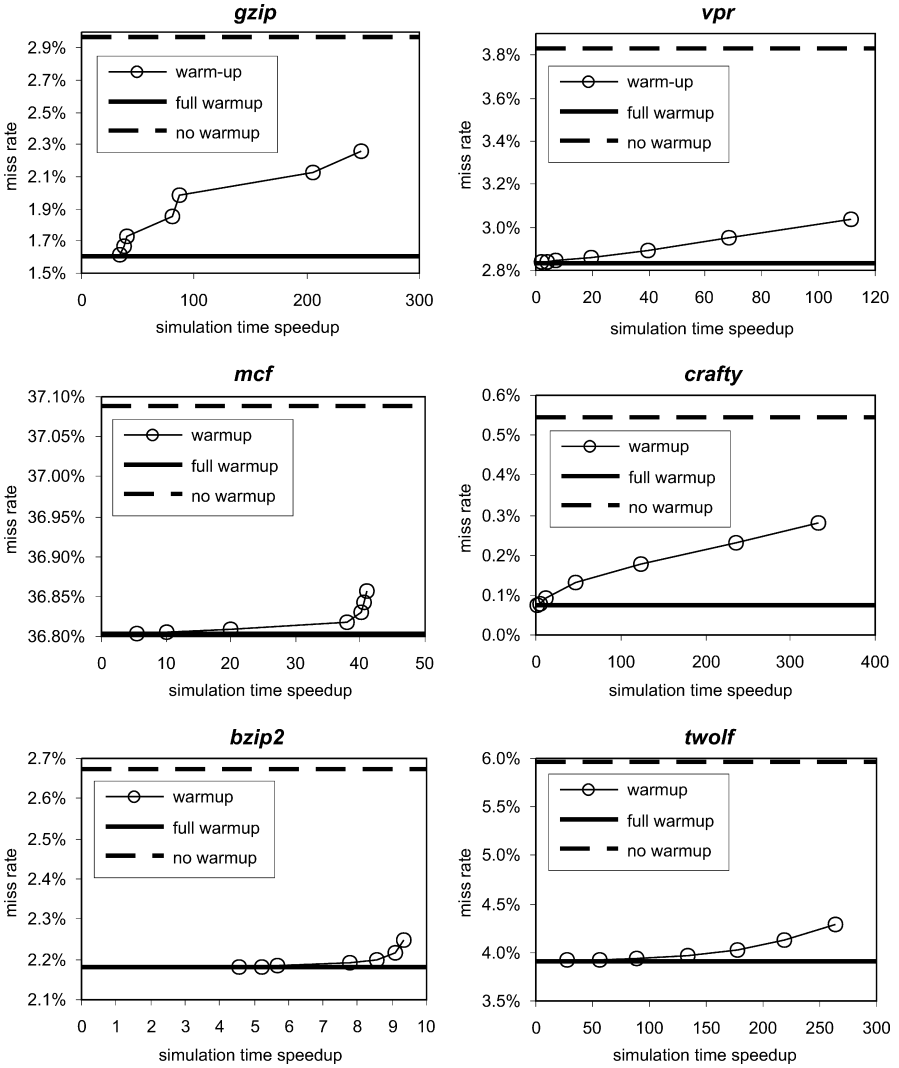 gzip
2.9%
2.7%
2.5%
2.3%
2.1%
1.9%
1.7%
1.5%
miss rate
warm-up
full warmup
no warmup
0 100 200 300
simulation time speedup
vpr
3.8%
3.6%
3.4%
3.2%
3.0%
2.8%
miss rate
warm-up
full warmup
no warmup
0 20 40 60 80 100 120
simulation time speedup
mcf
37.10%
37.05%
37.00%
36.95%
36.90%
36.85%
36.80%
miss rate
warmup
full warmup
no warmup
0 10 20 30 40 50
simulation time speedup
crafty
0.6%
0.5%
0.4%
0.3%
0.2%
0.1%
0.0%
miss rate
warmup
full warmup
no warmup
0 100 200 300 400
simulation time speedup
bzip2
2.7%
2.6%
2.5%
2.4%
2.3%
2.2%
2.1%
miss rate
warmup
full warmup
no warmup
0 1 2 3 4 5 6 7 8 9 10
simulation time speedup
twolf
6.0%
5.5%
5.0%
4.5%
4.0%
3.5%
miss rate
warmup
full warmup
no warmup
0 50 100 150 200 250 300
simulation time speedup